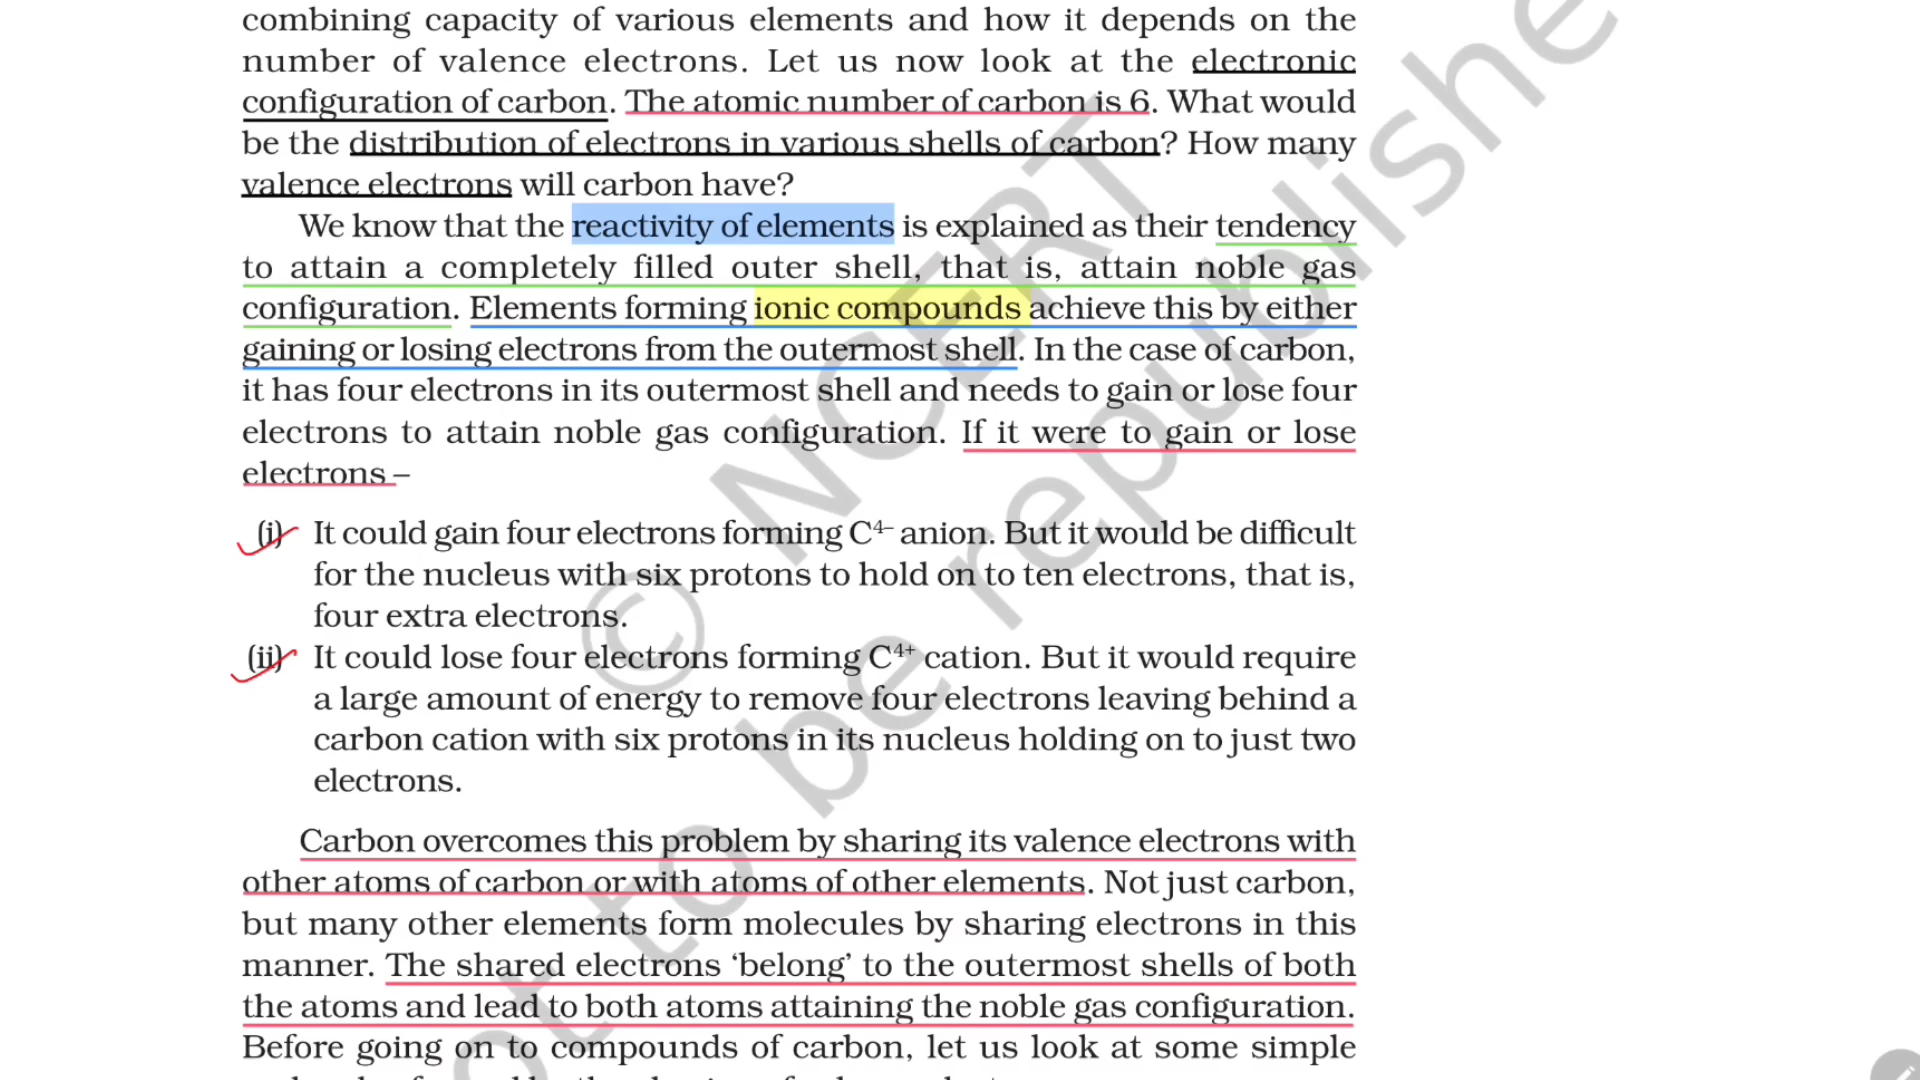 combining capacity of various elements and how it depends on the
number of valence electrons. Let us now look at the electronic
configuration of carbon. The atomic number of carbon is 6. What would
be the distribution of electrons in various shells of carbon? How many
valence electrons will carbon have?
We know that the reactivity of elements is explained as their tendency
to attain a completely filled outer shell, that is, attain noble gas
configuration. Elements forming ionic compounds achieve this by either
gaining or losing electrons from the outermost shell. In the case of carbon,
it has four electrons in its outermost shell and needs to gain or lose four
electrons to attain noble gas configuration. If it were to gain or lose
electrons –
(i) It could gain four electrons forming C⁴⁻ anion. But it would be difficult
for the nucleus with six protons to hold on to ten electrons, that is,
four extra electrons.
(ii) It could lose four electrons forming C⁴⁺ cation. But it would require
a large amount of energy to remove four electrons leaving behind a
carbon cation with six protons in its nucleus holding on to just two
electrons.
Carbon overcomes this problem by sharing its valence electrons with
other atoms of carbon or with atoms of other elements. Not just carbon,
but many other elements form molecules by sharing electrons in this
manner. The shared electrons ‘belong’ to the outermost shells of both
the atoms and lead to both atoms attaining the noble gas configuration.
Before going on to compounds of carbon, let us look at some simple
© NCERT
not to be republishe